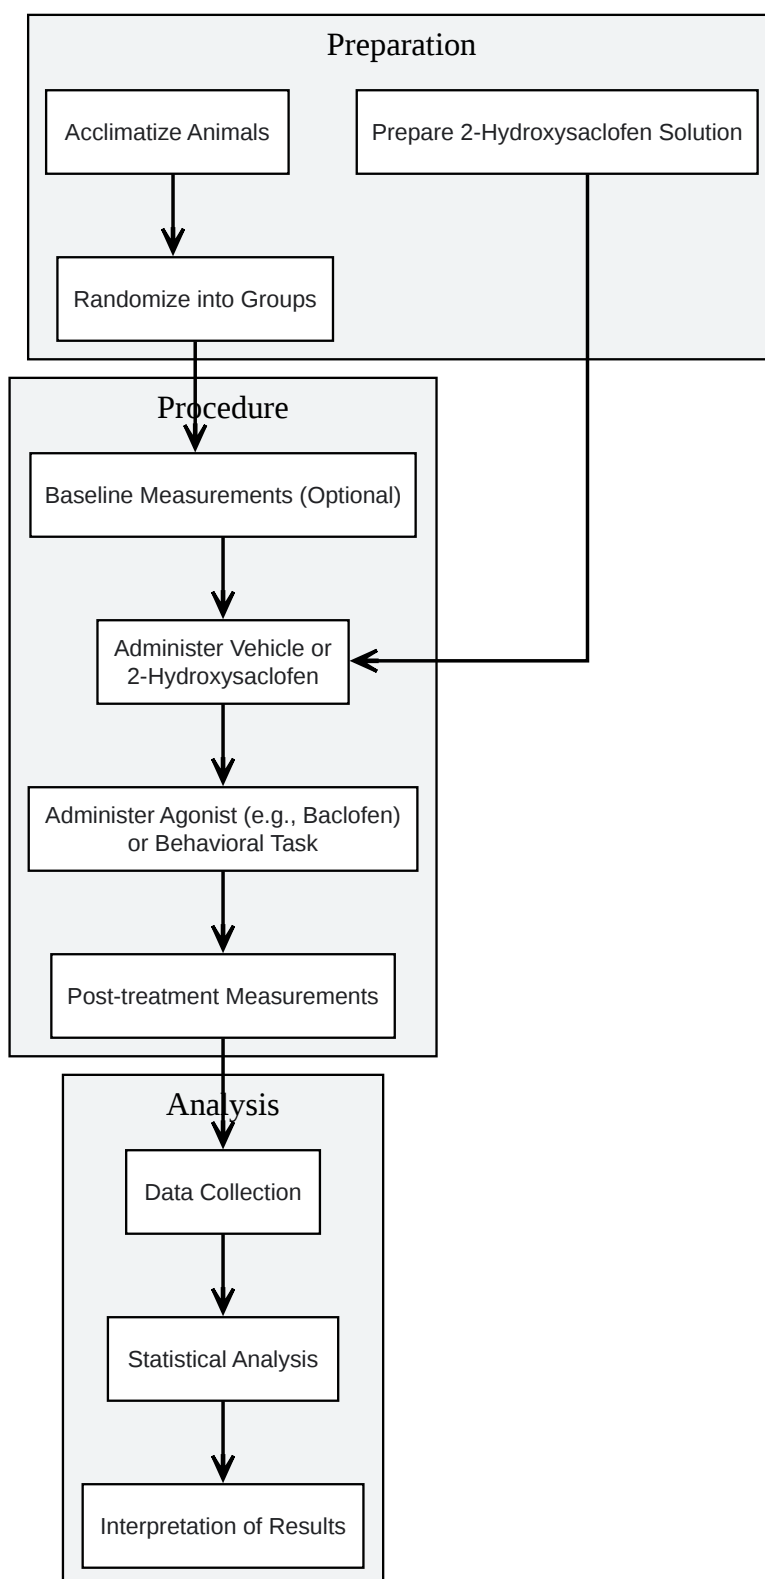 Preparation
Acclimatize Animals
Prepare 2-Hydroxysaclofen Solution
Randomize into Groups
Procedure
Baseline Measurements (Optional)
Administer Vehicle or
2-Hydroxysaclofen
Administer Agonist (e.g., Baclofen)
or Behavioral Task
Post-treatment Measurements
Analysis
Data Collection
Statistical Analysis
Interpretation of Results